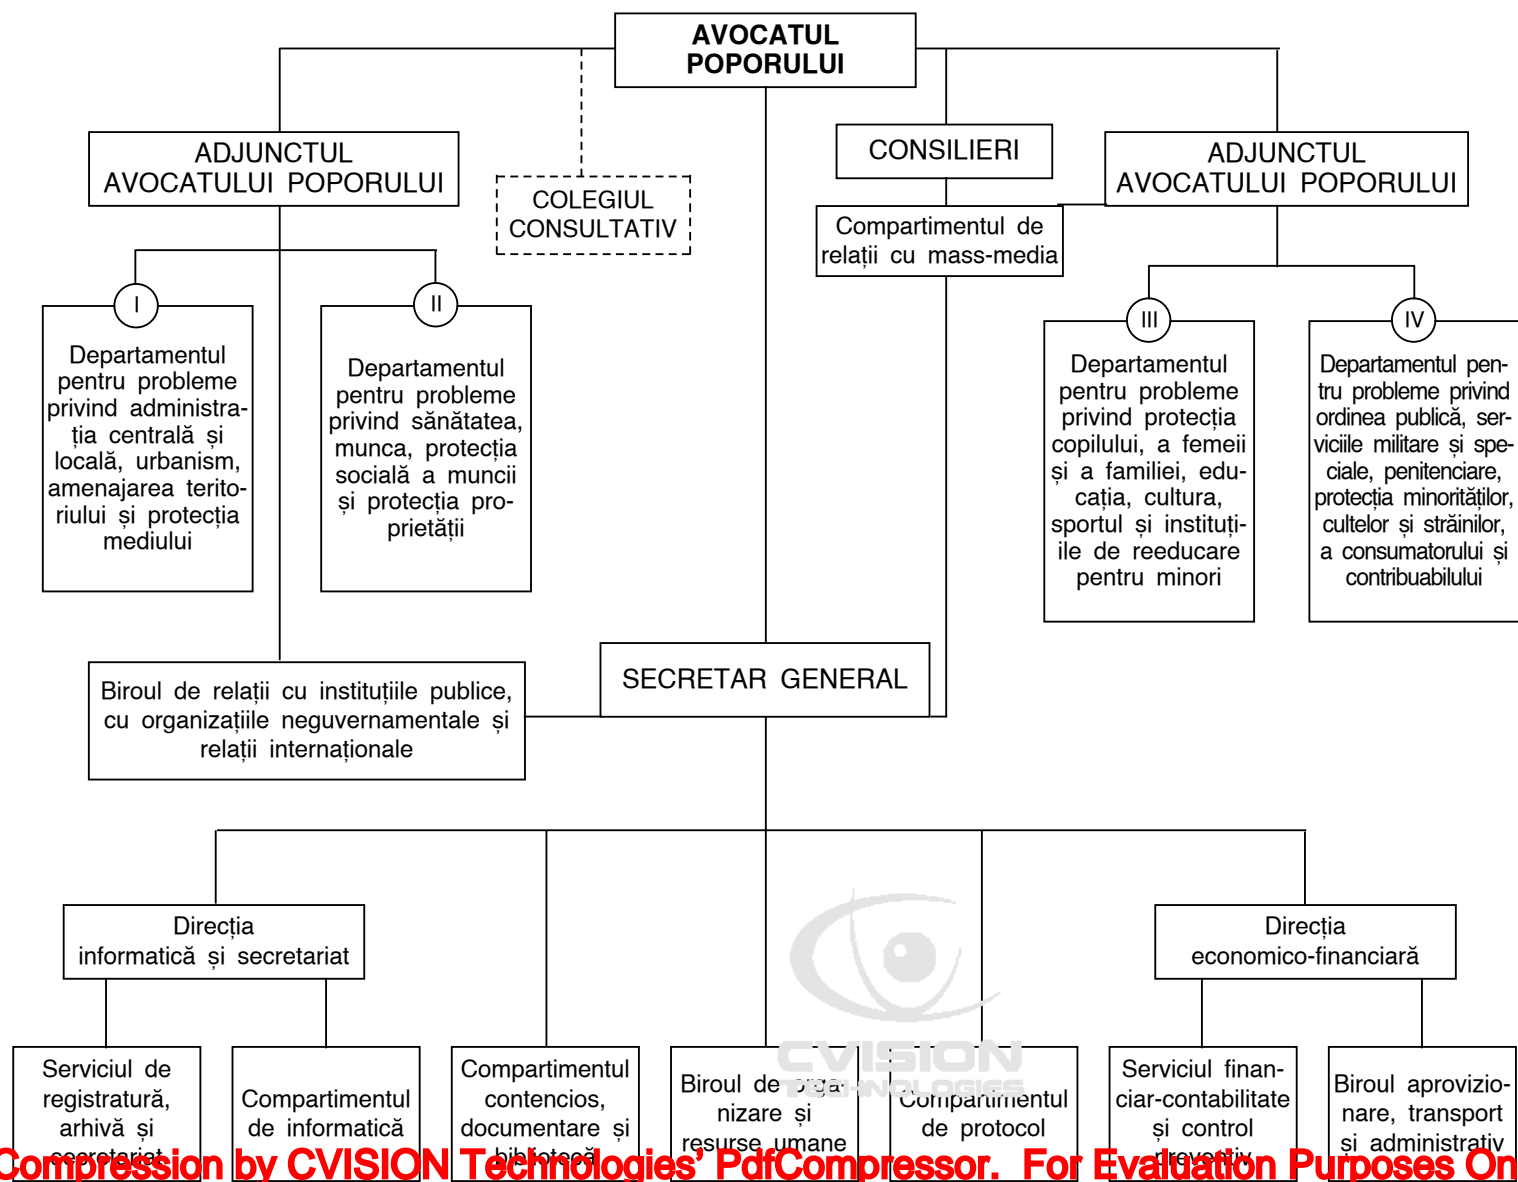 AVOCATUL
POPORULUI
ADJUNCTUL
AVOCATULUI POPORULUI
COLEGIUL
CONSULTATIV
CONSILIERI
Compartimentul de
relații cu mass-media
ADJUNCTUL
AVOCATULUI POPORULUI
I
Departamentul
pentru probleme
privind administra-
ția centrală și
locală, urbanism,
amenajarea terito-
riului și protecția
mediului
II
Departamentul
pentru probleme
privind sănătatea,
munca, protecția
socială a muncii
și protecția pro-
prietății
III
Departamentul
pentru probleme
privind protecția
copilului, a femeii
și a familiei, edu-
cația, cultura,
sportul și instituți-
ile de reeducare
pentru minori
IV
Departamentul pen-
tru probleme privind
ordinea publică, ser-
viciile militare și spe-
ciale, penitenciare,
protecția minorităților,
cultelor și străinilor,
a consumatorului și
contribuabilului
Biroul de relații cu instituțiile publice,
cu organizațiile neguvernamentale și
relații internaționale
SECRETAR GENERAL
Direcția
informatică și secretariat
Direcția
economico-financiară
Serviciul de
registratură,
arhivă și
secretariat
Compartimentul
de informatică
Compartimentul
contencios,
documentare și
bibliotecă
Biroul de orga-
nizare și
resurse umane
Compartimentul
de protocol
Serviciul finan-
ciar-contabilitate
și control
preventiv
Biroul aprovizio-
nare, transport
și administrativ
CVISION
TECHNOLOGIES
Compression by CVISION Technologies' PdfCompressor. For Evaluation Purposes On